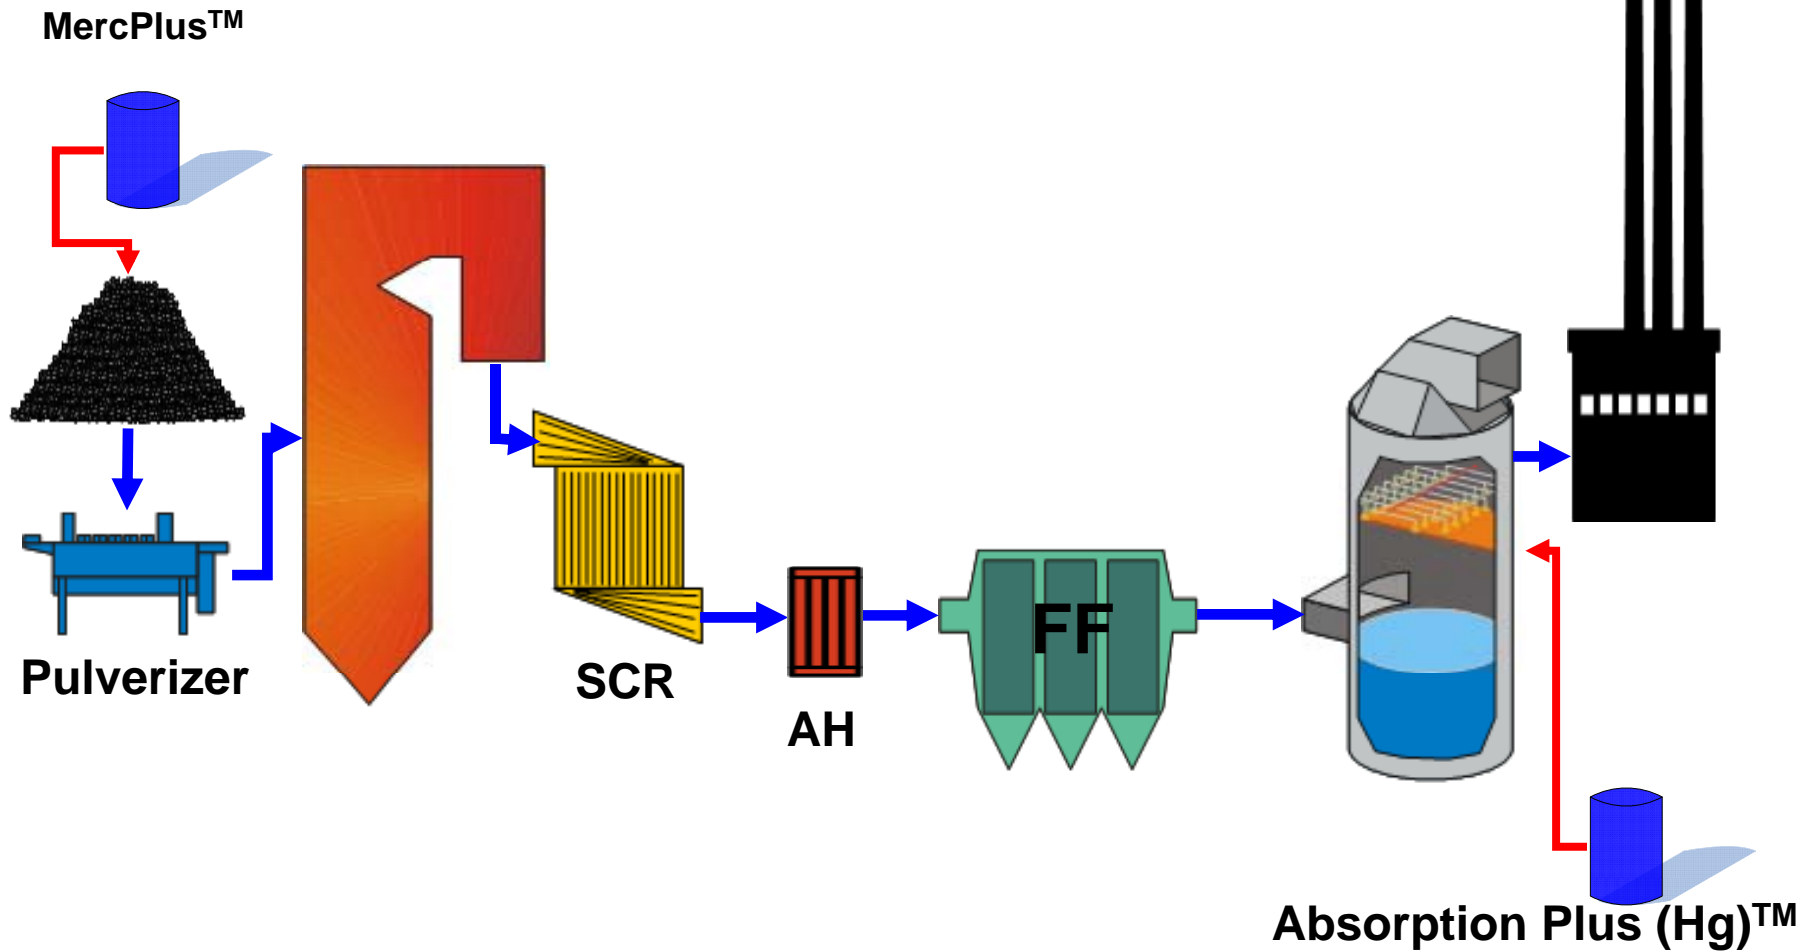 MercPlus™
Pulverizer
SCR
AH
FF
Absorption Plus (Hg)™